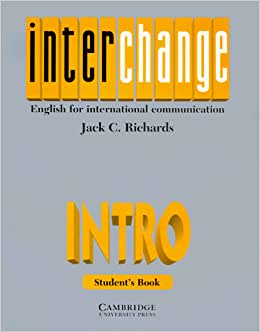 interchange
English for international communication
Jack C. Richards
INTRO
Student's Book
CAMBRIDGE
UNIVERSITY PRESS